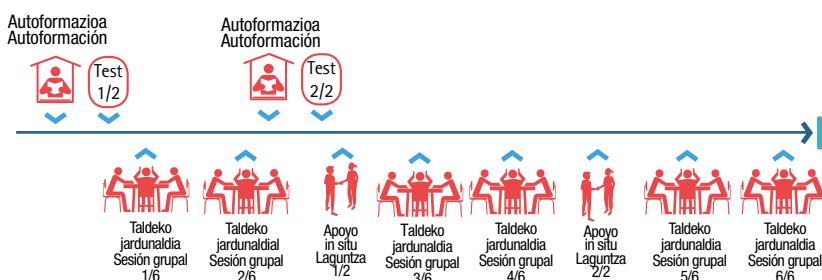 Autoformazioa
Autoformación
Test
1/2
Autoformazioa
Autoformación
Test
2/2
Taldeko
jardunaldia
Sesión grupal
1/6
Taldeko
jardunaldial
Sesión grupal
2/6
Apoyo
in situ
Laguntza
1/2
Taldeko
jardunaldia
Sesión grupal
3/6
Taldeko
jardunaldia
Sesión grupal
4/6
Apoyo
in situ
Laguntza
2/2
Taldeko
jardunaldia
Sesión grupal
5/6
Taldeko
jardunaldia
Sesión grupal
6/6